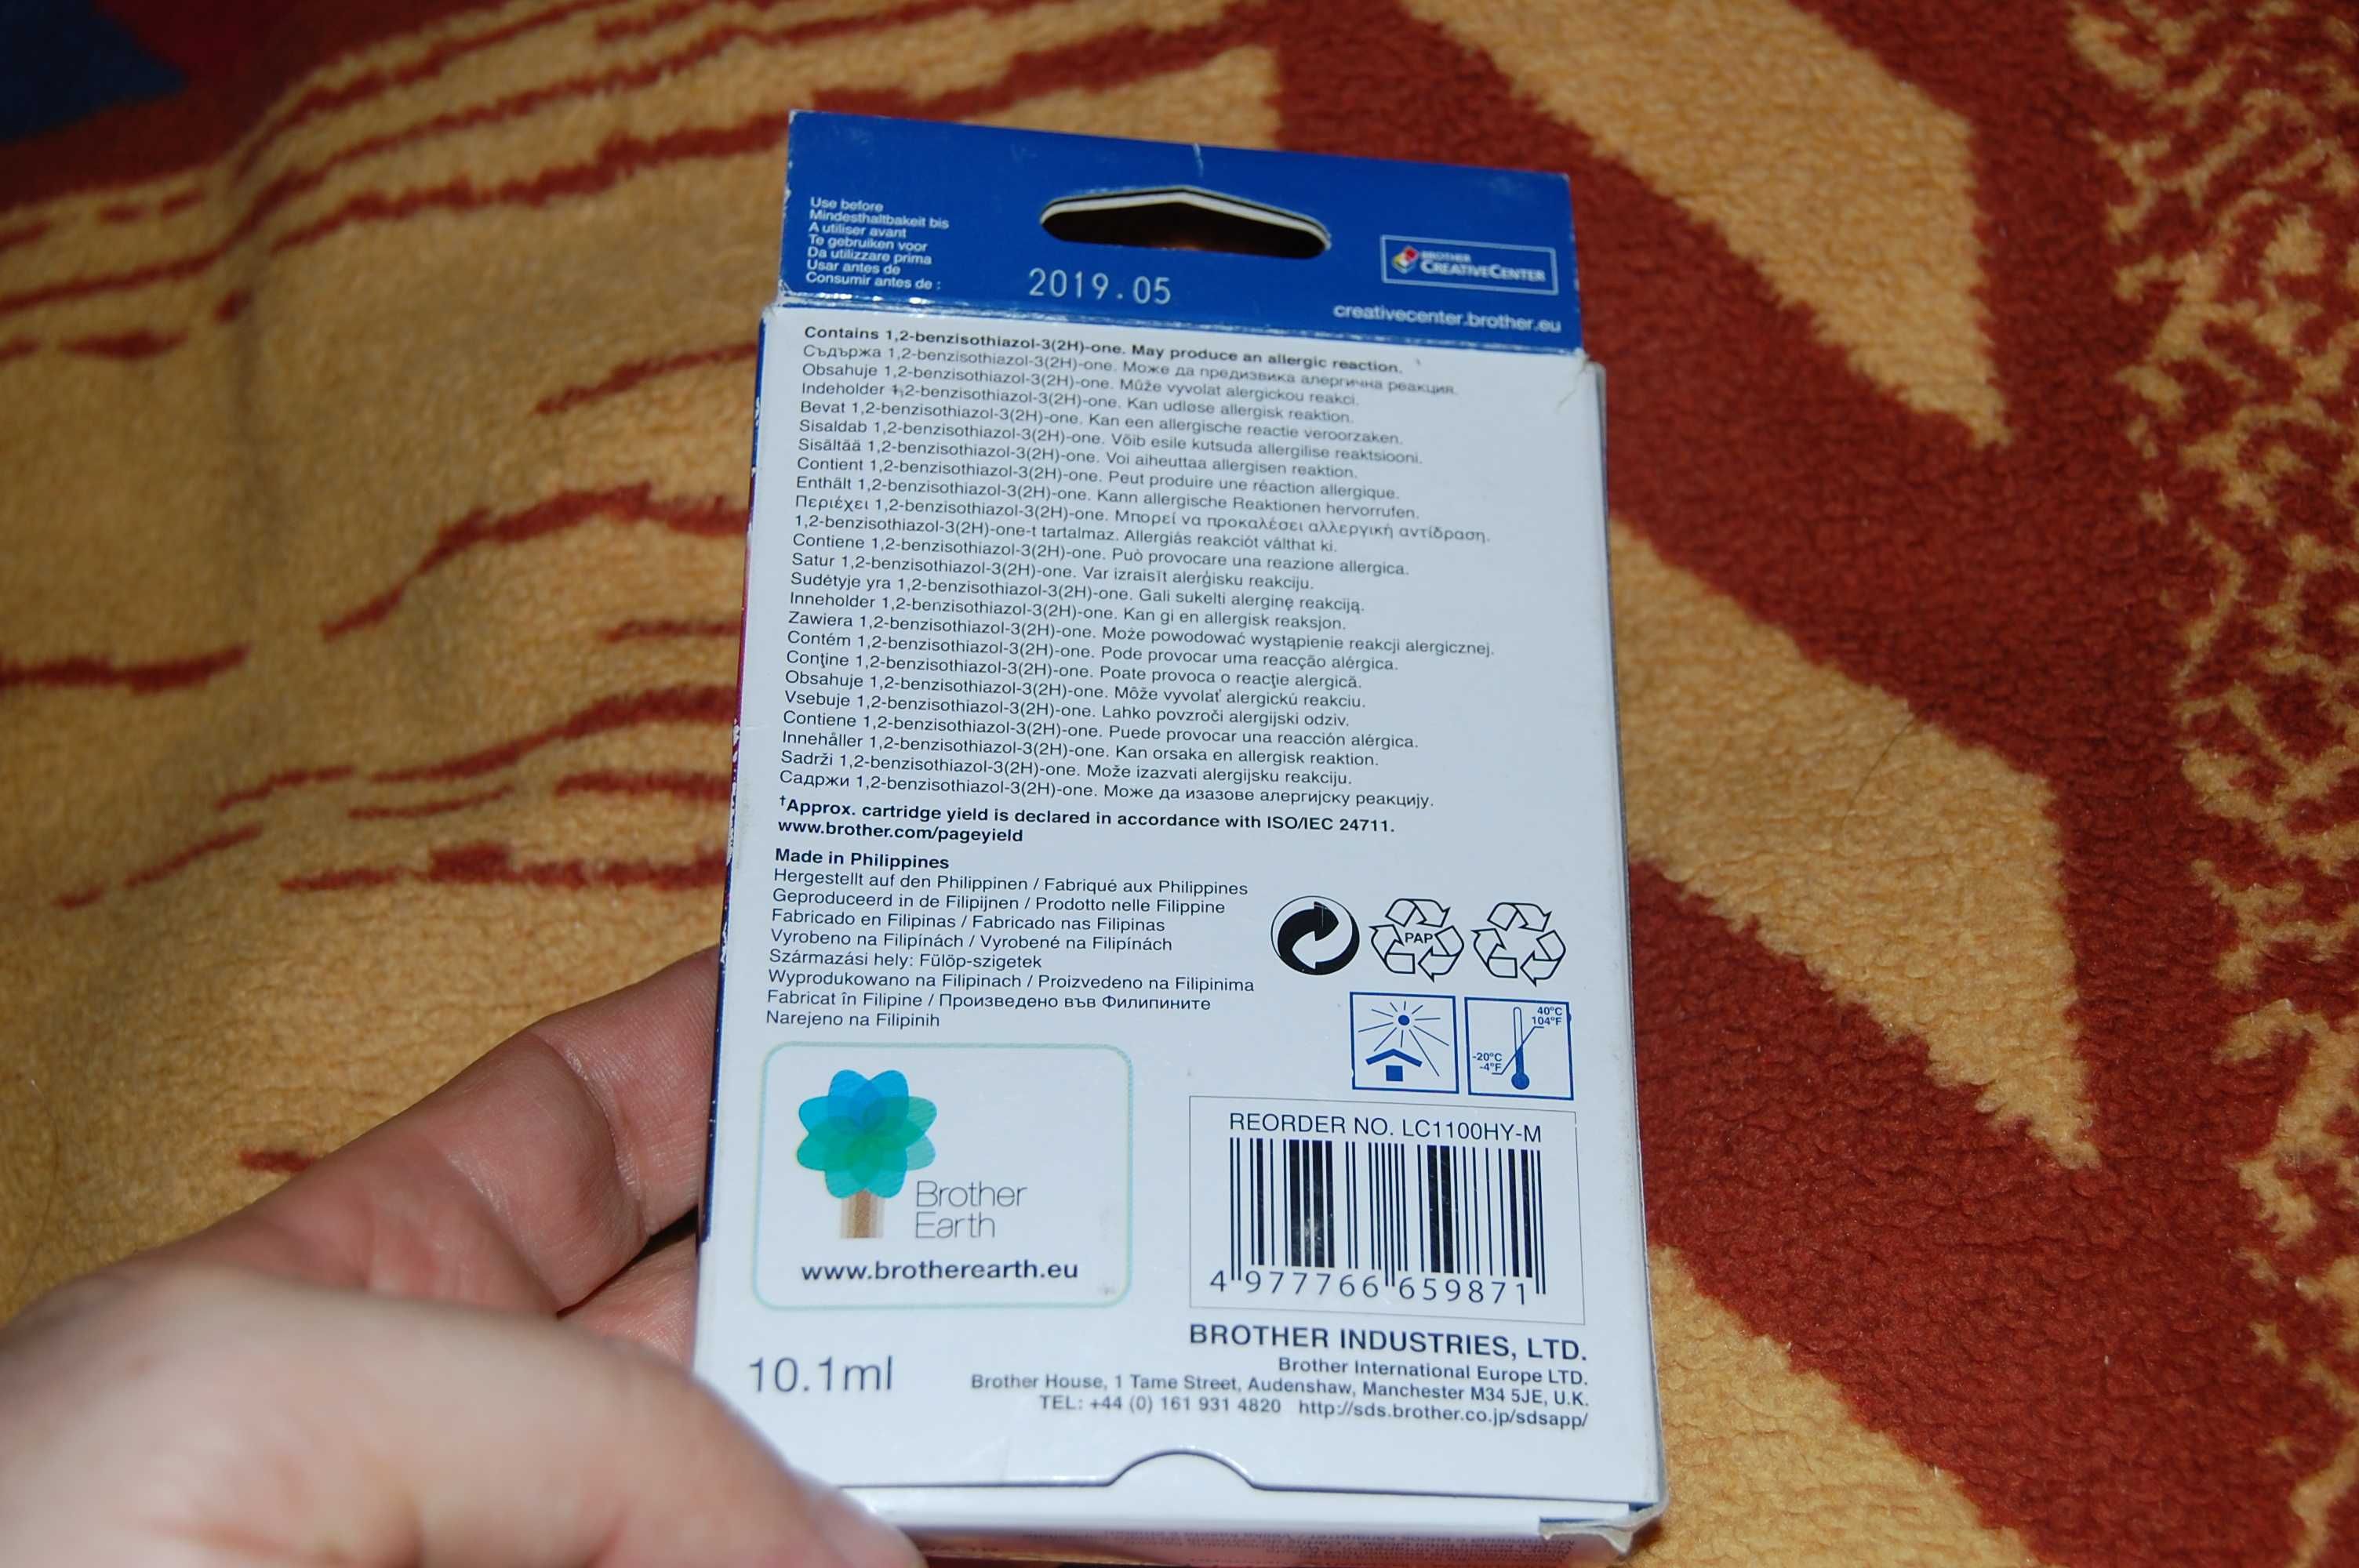 Use before
Mindesthaltbakeit bis
A utiliser avant
Te gebruiken voor
Da utilizzare prima
Usar antes de
Consumir antes de :
2019.05
BROTHER
CREATIVECENTER
creativecenter.brother.eu
Contains 1,2-benzisothiazol-3(2H)-one. May produce an allergic reaction.
Съдържа 1,2-benzisothiazol-3(2H)-one. Може да предизвика алергична реакция.
Obsahuje 1,2-benzisothiazol-3(2H)-one. Může vyvolat alergickou reakci.
Indeholder 1,2-benzisothiazol-3(2H)-one. Kan udløse allergisk reaktion.
Bevat 1,2-benzisothiazol-3(2H)-one. Kan een allergische reactie veroorzaken.
Sisaldab 1,2-benzisothiazol-3(2H)-one. Võib esile kutsuda allergilise reaktsiooni.
Sisältää 1,2-benzisothiazol-3(2H)-one. Voi aiheuttaa allergisen reaktion.
Contient 1,2-benzisothiazol-3(2H)-one. Peut produire une réaction allergique.
Enthält 1,2-benzisothiazol-3(2H)-one. Kann allergische Reaktionen hervorrufen.
Περιέχει 1,2-benzisothiazol-3(2H)-one. Μπορεί να προκαλέσει αλλεργική αντίδραση.
1,2-benzisothiazol-3(2H)-one-t tartalmaz. Allergiás reakciót válthat ki.
Contiene 1,2-benzisothiazol-3(2H)-one. Può provocare una reazione allergica.
Satur 1,2-benzisothiazol-3(2H)-one. Var izraisīt alerģisku reakciju.
Sudėtyje yra 1,2-benzisothiazol-3(2H)-one. Gali sukelti alerginę reakciją.
Inneholder 1,2-benzisothiazol-3(2H)-one. Kan gi en allergisk reaksjon.
Zawiera 1,2-benzisothiazol-3(2H)-one. Może powodować wystąpienie reakcji alergicznej.
Contém 1,2-benzisothiazol-3(2H)-one. Pode provocar uma reacção alérgica.
Conţine 1,2-benzisothiazol-3(2H)-one. Poate provoca o reacţie alergică.
Obsahuje 1,2-benzisothiazol-3(2H)-one. Môže vyvolať alergickú reakciu.
Vsebuje 1,2-benzisothiazol-3(2H)-one. Lahko povzroči alergijski odziv.
Contiene 1,2-benzisothiazol-3(2H)-one. Puede provocar una reacción alérgica.
Innehåller 1,2-benzisothiazol-3(2H)-one. Kan orsaka en allergisk reaktion.
Sadrži 1,2-benzisothiazol-3(2H)-one. Može izazvati alergijsku reakciju.
Садржи 1,2-benzisothiazol-3(2H)-one. Може да изазове алергијску реакцију.
†Approx. cartridge yield is declared in accordance with ISO/IEC 24711.
www.brother.com/pageyield
Made in Philippines
Hergestellt auf den Philippinen / Fabriqué aux Philippines
Geproduceerd in de Filipijnen / Prodotto nelle Filippine
Fabricado en Filipinas / Fabricado nas Filipinas
Vyrobeno na Filipínách / Vyrobené na Filipínách
Származási hely: Fülöp-szigetek
Wyprodukowano na Filipinach / Proizvedeno na Filipinima
Fabricat în Filipine / Произведено във Филипините
Narejeno na Filipinih
PAP
40°C
104°F
-20°C
-4°F
Brother
Earth
www.brotherearth.eu
REORDER NO. LC1100HY-M
4 977766 659871
10.1ml
BROTHER INDUSTRIES, LTD.
Brother International Europe LTD.
Brother House, 1 Tame Street, Audenshaw, Manchester M34 5JE, U.K.
TEL: +44 (0) 161 931 4820 http://sds.brother.co.jp/sdsapp/